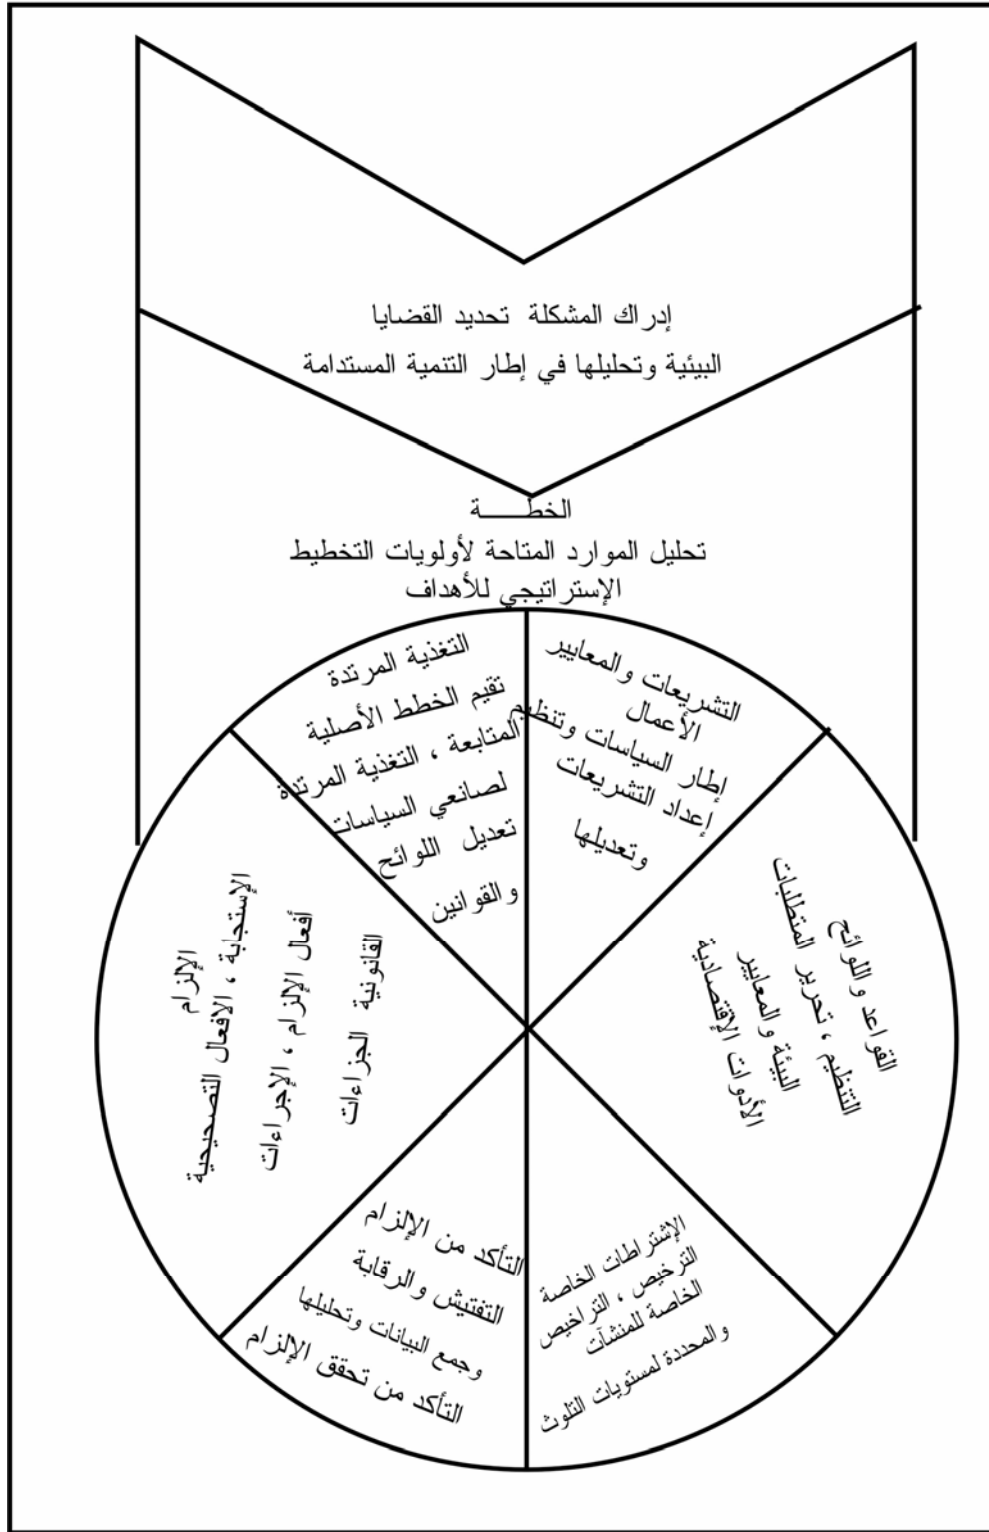 إدراك المشكلة تحديد القضايا
البيئية وتحليلها في إطار التنمية المستدامة
الخطــــــة
تحليل الموارد المتاحة لأولويات التخطيط
الإستراتيجي للأهداف
التشريعات والمعايير
الأعمال
إطار السياسات وتنظيم
إعداد التشريعات
وتعديلها
القواعد واللوائح
التنظيم ، تحرير المتطلبات
البيئة والمعايير
الأدوات الإقتصادية
الإشتراطات الخاصة
الترخيص ، التراخيص
الخاصة للمنشآت
والمحددة لمستويات التلوث
التأكد من الإلزام
التفتيش والرقابة
وجمع البيانات وتحليلها
التأكد من تحقق الإلزام
الإلزام
الإستجابة ، الافعال التصحيحية
أفعال الإلزام ، الإجراءات
القانونية الجزاءات
التغذية المرتدة
تقيم الخطط الأصلية
المتابعة ، التغذية المرتدة
لصانعي السياسات
تعديل اللوائح
والقوانين